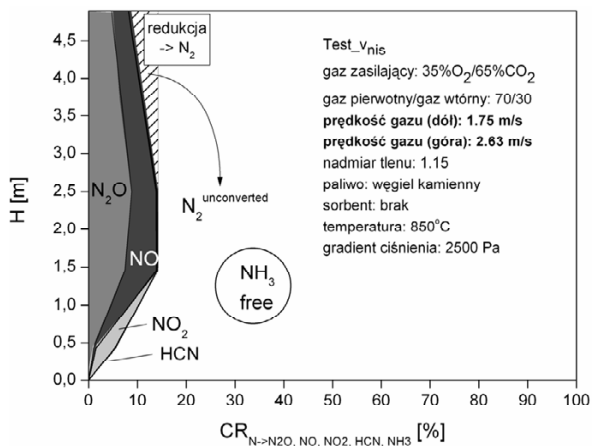 redukcja
-> N2
Test_vnis
gaz zasilający: 35%O2/65%CO2
gaz pierwotny/gaz wtórny: 70/30
prędkość gazu (dół): 1.75 m/s
prędkość gazu (góra): 2.63 m/s
nadmiar tlenu: 1.15
paliwo: węgiel kamienny
sorbent: brak
temperatura: 850°C
gradient ciśnienia: 2500 Pa
N2O
N2 unconverted
NO
NH3
free
NO2
HCN
H [m]
4,5
4,0
3,5
3,0
2,5
2,0
1,5
1,0
0,5
0,0
0 10 20 30 40 50 60 70 80 90 100
CRN->N2O, NO, NO2, HCN, NH3 [%]